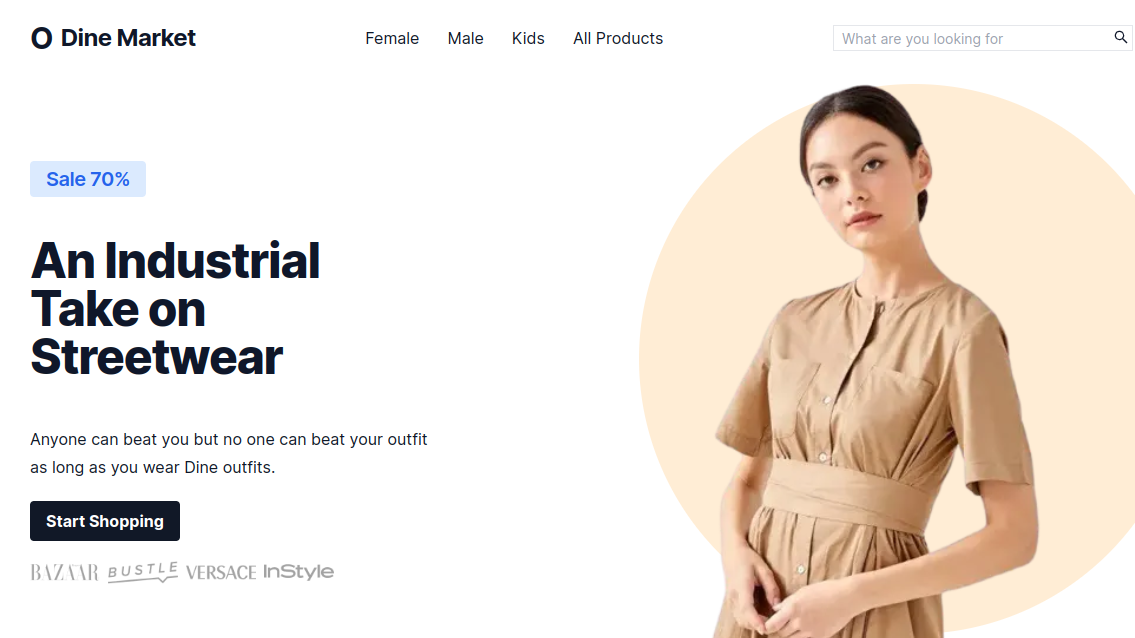 O Dine Market
Female Male Kids All Products
What are you looking for
Sale 70%
An Industrial
Take on
Streetwear
Anyone can beat you but no one can beat your outfit
as long as you wear Dine outfits.
Start Shopping
BAZAAR BUSTLE VERSACE InStyle